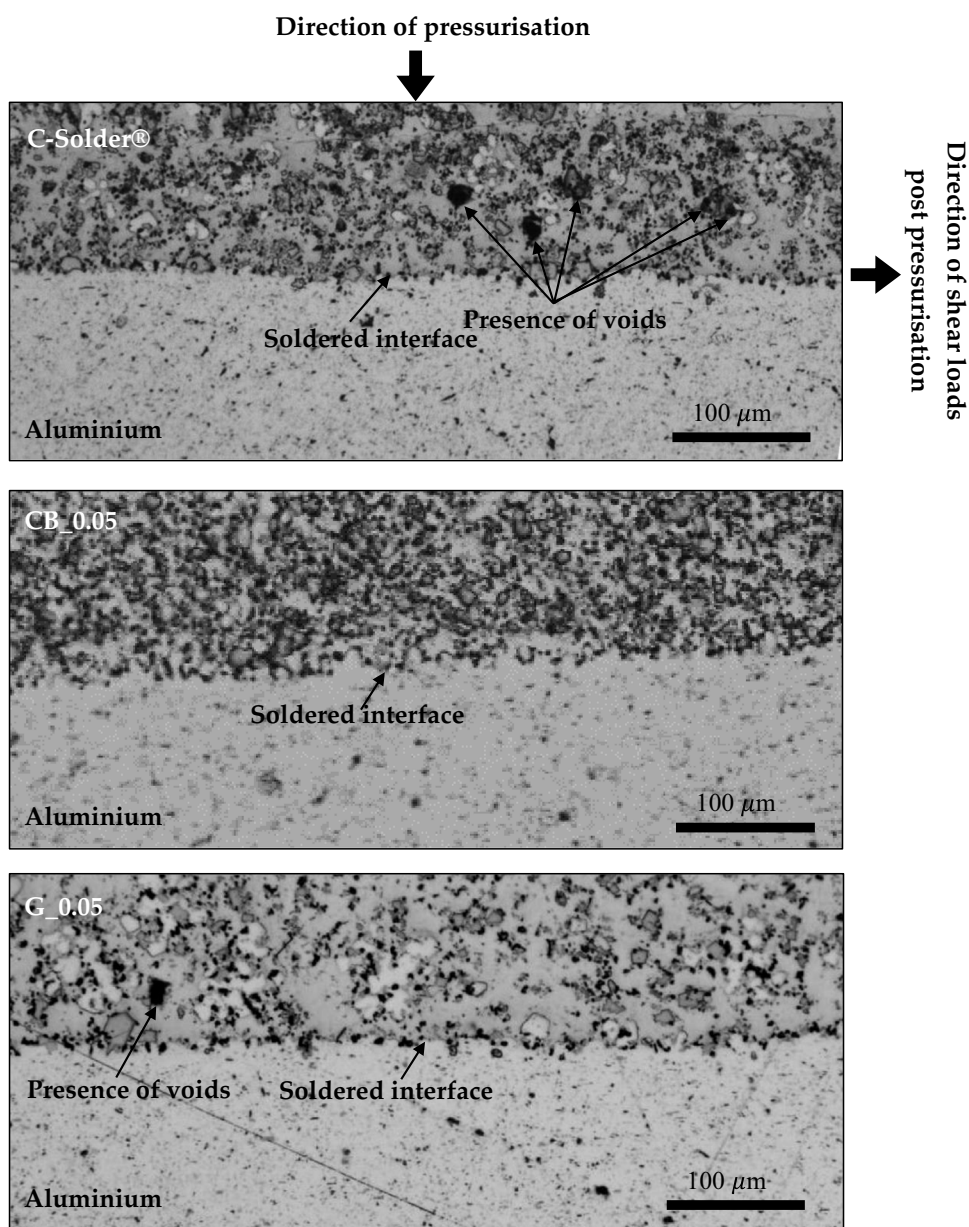 Direction of pressurisation
C-Solder®
Direction of shear loads
post pressurisation
Presence of voids
Soldered interface
100 µm
Aluminium
CB_0.05
Soldered interface
100 µm
Aluminium
G_0.05
Presence of voids
Soldered interface
100 µm
Aluminium